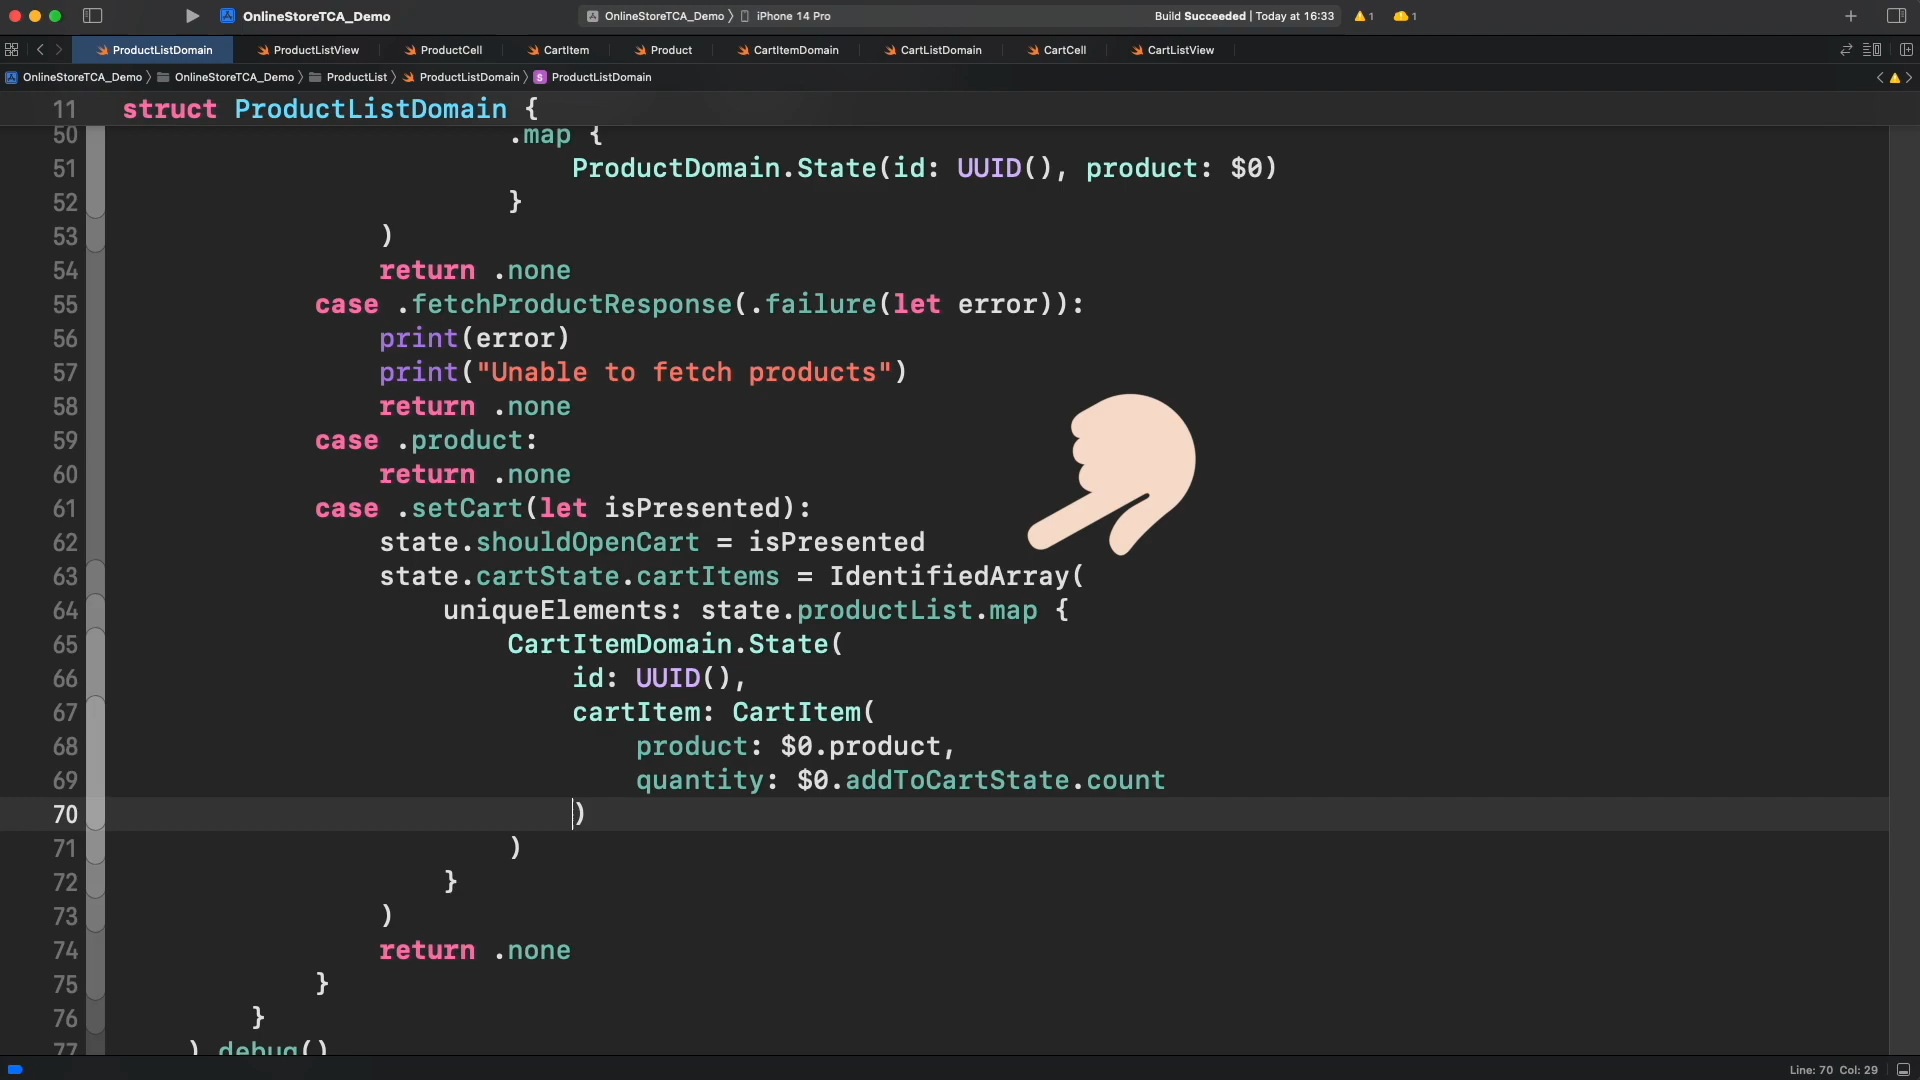 OnlineStoreTCA_Demo
OnlineStoreTCA_Demo 〉 iPhone 14 Pro
Build Succeeded | Today at 16:33
1
1
ProductListDomain ProductListView ProductCell CartItem Product CartItemDomain CartListDomain CartCell CartListView
OnlineStoreTCA_Demo 〉 OnlineStoreTCA_Demo 〉 ProductList 〉 ProductListDomain 〉 S ProductListDomain
11 struct ProductListDomain {
50 .map {
51 ProductDomain.State(id: UUID(), product: $0)
52 }
53 )
54 return .none
55 case .fetchProductResponse(.failure(let error)):
56 print(error)
57 print("Unable to fetch products")
58 return .none
59 case .product:
60 return .none
61 case .setCart(let isPresented):
62 state.shouldOpenCart = isPresented
63 state.cartState.cartItems = IdentifiedArray(
64 uniqueElements: state.productList.map {
65 CartItemDomain.State(
66 id: UUID(),
67 cartItem: CartItem(
68 product: $0.product,
69 quantity: $0.addToCartState.count
70 )
71 )
72 }
73 )
74 return .none
75 }
76 }
77 ).debug()
Line: 70 Col: 29